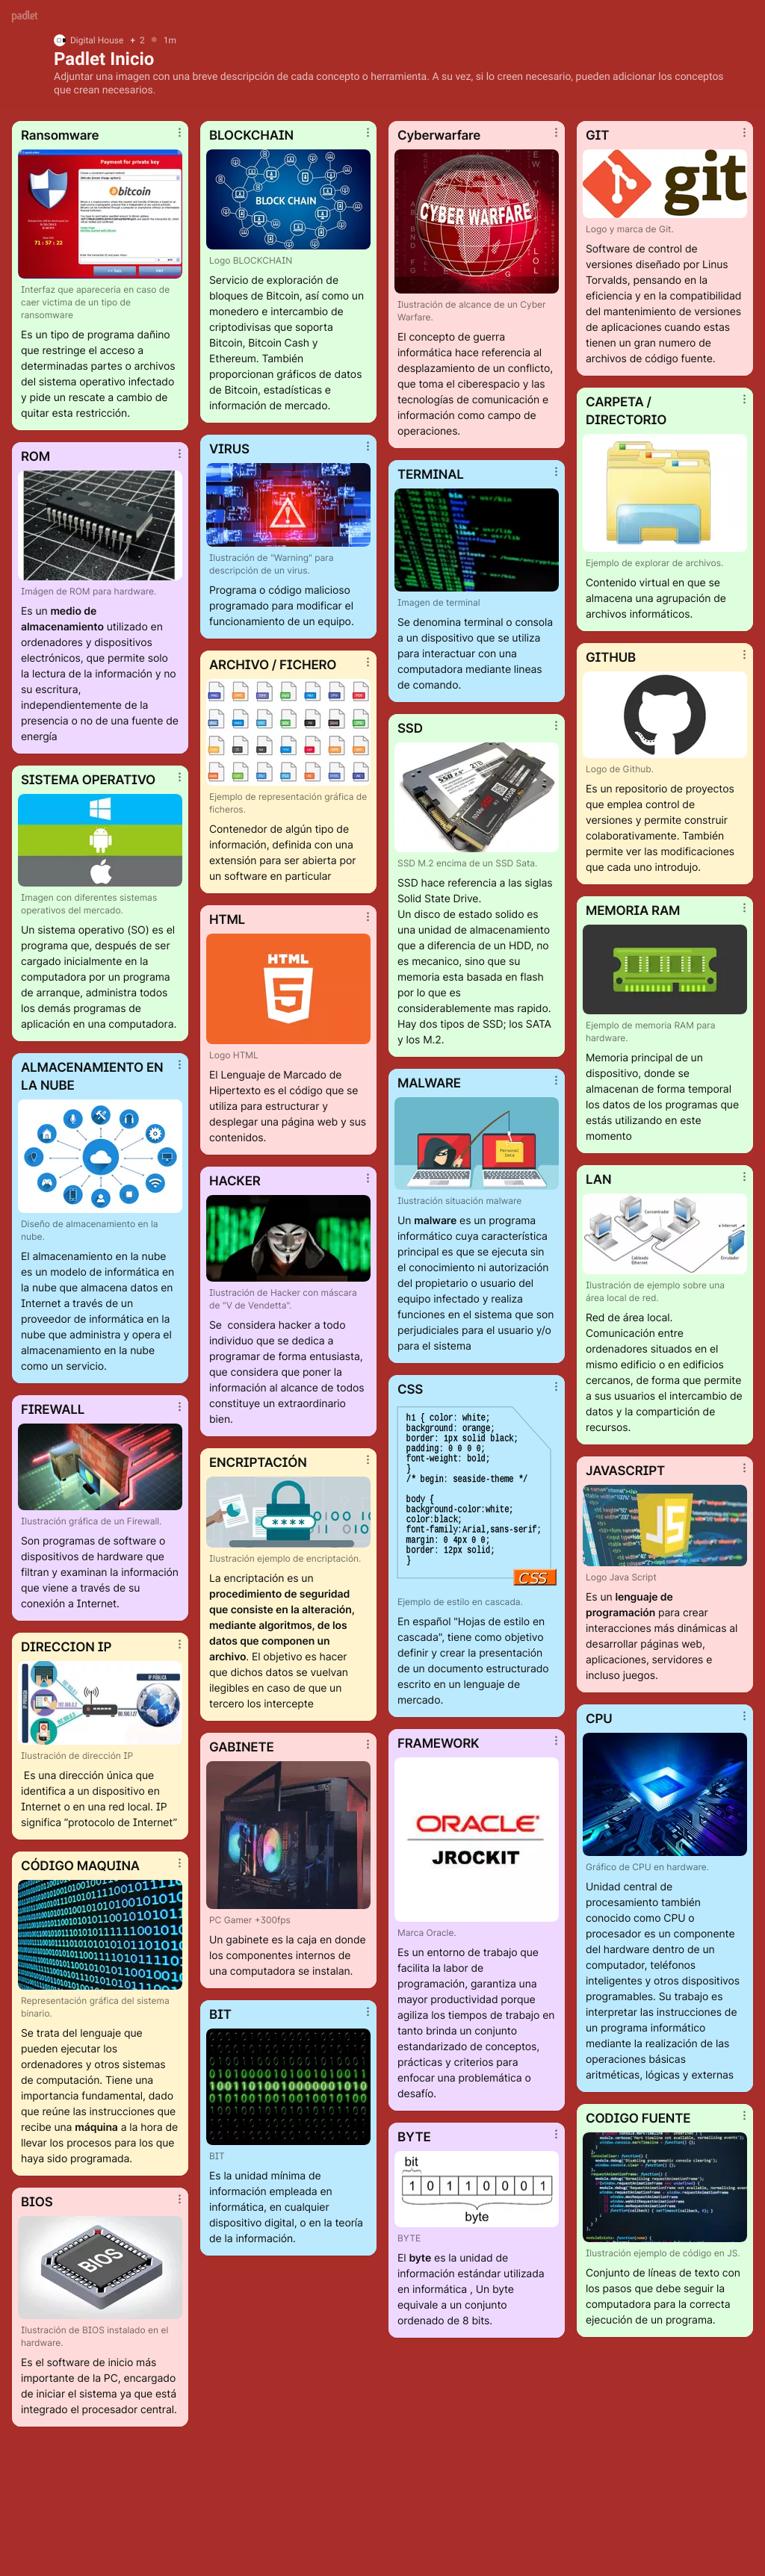 padlet
Digital House + 2 1m
Padlet Inicio
Adjuntar una imagen con una breve descripción de cada concepto o herramienta. A su vez, si lo creen necesario, pueden adicionar los conceptos
que crean necesarios.
Ransomware
Payment for private key
bitcoin
71 : 57 : 22
Interfaz que apareceria en caso de
caer victima de un tipo de
ransomware
Es un tipo de programa dañino
que restringe el acceso a
determinadas partes o archivos
del sistema operativo infectado
y pide un rescate a cambio de
quitar esta restricción.
ROM
Imágen de ROM para hardware.
Es un medio de
almacenamiento utilizado en
ordenadores y dispositivos
electrónicos, que permite solo
la lectura de la información y no
su escritura,
independientemente de la
presencia o no de una fuente de
energía
SISTEMA OPERATIVO
Imagen con diferentes sistemas
operativos del mercado.
Un sistema operativo (SO) es el
programa que, después de ser
cargado inicialmente en la
computadora por un programa
de arranque, administra todos
los demás programas de
aplicación en una computadora.
ALMACENAMIENTO EN
LA NUBE
Diseño de almacenamiento en la
nube.
El almacenamiento en la nube
es un modelo de informática en
la nube que almacena datos en
Internet a través de un
proveedor de informática en la
nube que administra y opera el
almacenamiento en la nube
como un servicio.
FIREWALL
Ilustración gráfica de un Firewall.
Son programas de software o
dispositivos de hardware que
filtran y examinan la información
que viene a través de su
conexión a Internet.
DIRECCION IP
IP PÚBLICA
Ilustración de dirección IP
Es una dirección única que
identifica a un dispositivo en
Internet o en una red local. IP
significa “protocolo de Internet”
CÓDIGO MAQUINA
Representación gráfica del sistema
binario.
Se trata del lenguaje que
pueden ejecutar los
ordenadores y otros sistemas
de computación. Tiene una
importancia fundamental, dado
que reúne las instrucciones que
recibe una máquina a la hora de
llevar los procesos para los que
haya sido programada.
BIOS
BIOS
Ilustración de BIOS instalado en el
hardware.
Es el software de inicio más
importante de la PC, encargado
de iniciar el sistema ya que está
integrado el procesador central.
BLOCKCHAIN
BLOCK CHAIN
Logo BLOCKCHAIN
Servicio de exploración de
bloques de Bitcoin, así como un
monedero e intercambio de
criptodivisas que soporta
Bitcoin, Bitcoin Cash y
Ethereum. También
proporcionan gráficos de datos
de Bitcoin, estadísticas e
información de mercado.
VIRUS
Ilustración de "Warning" para
descripción de un virus.
Programa o código malicioso
programado para modificar el
funcionamiento de un equipo.
ARCHIVO / FICHERO
Ejemplo de representación gráfica de
ficheros.
Contenedor de algún tipo de
información, definida con una
extensión para ser abierta por
un software en particular
HTML
HTML
5
Logo HTML
El Lenguaje de Marcado de
Hipertexto es el código que se
utiliza para estructurar y
desplegar una página web y sus
contenidos.
HACKER
Ilustración de Hacker con máscara
de "V de Vendetta".
Se  considera hacker a todo
individuo que se dedica a
programar de forma entusiasta,
que considera que poner la
información al alcance de todos
constituye un extraordinario
bien.
ENCRIPTACIÓN
****
Ilustración ejemplo de encriptación.
La encriptación es un
procedimiento de seguridad
que consiste en la alteración,
mediante algoritmos, de los
datos que componen un
archivo. El objetivo es hacer
que dichos datos se vuelvan
ilegibles en caso de que un
tercero los intercepte
GABINETE
PC Gamer +300fps
Un gabinete es la caja en donde
los componentes internos de
una computadora se instalan.
BIT
BIT
Es la unidad mínima de
información empleada en
informática, en cualquier
dispositivo digital, o en la teoría
de la información.
Cyberwarfare
CYBER WARFARE
Ilustración de alcance de un Cyber
Warfare.
El concepto de guerra
informática hace referencia al
desplazamiento de un conflicto,
que toma el ciberespacio y las
tecnologías de comunicación e
información como campo de
operaciones.
TERMINAL
Imagen de terminal
Se denomina terminal o consola
a un dispositivo que se utiliza
para interactuar con una
computadora mediante lineas
de comando.
SSD
SSD 2TB
SSD M.2 encima de un SSD Sata.
SSD hace referencia a las siglas
Solid State Drive.
Un disco de estado solido es
una unidad de almacenamiento
que a diferencia de un HDD, no
es mecanico, sino que su
memoria esta basada en flash
por lo que es
considerablemente mas rapido.
Hay dos tipos de SSD; los SATA
y los M.2.
MALWARE
Personal
Data
Ilustración situación malware
Un malware es un programa
informático cuya característica
principal es que se ejecuta sin
el conocimiento ni autorización
del propietario o usuario del
equipo infectado y realiza
funciones en el sistema que son
perjudiciales para el usuario y/o
para el sistema
CSS
h1 { color: white;
background: orange;
border: 1px solid black;
padding: 0 0 0 0;
font-weight: bold;
}
/* begin: seaside-theme */
body {
background-color:white;
color:black;
font-family:Arial,sans-serif;
margin: 0 4px 0 0;
border: 12px solid;
}
CSS
Ejemplo de estilo en cascada.
En español "Hojas de estilo en
cascada", tiene como objetivo
definir y crear la presentación
de un documento estructurado
escrito en un lenguaje de
mercado.
FRAMEWORK
ORACLE
JROCKIT
Marca Oracle.
Es un entorno de trabajo que
facilita la labor de
programación, garantiza una
mayor productividad porque
agiliza los tiempos de trabajo en
tanto brinda un conjunto
estandarizado de conceptos,
prácticas y criterios para
enfocar una problemática o
desafío.
BYTE
bit
1 0 1 1 0 0 0 1
byte
BYTE
El byte es la unidad de
información estándar utilizada
en informática , Un byte
equivale a un conjunto
ordenado de 8 bits.
GIT
git
Logo y marca de Git.
Software de control de
versiones diseñado por Linus
Torvalds, pensando en la
eficiencia y en la compatibilidad
del mantenimiento de versiones
de aplicaciones cuando estas
tienen un gran numero de
archivos de código fuente.
CARPETA /
DIRECTORIO
Ejemplo de explorar de archivos.
Contenido virtual en que se
almacena una agrupación de
archivos informáticos.
GITHUB
Logo de Github.
Es un repositorio de proyectos
que emplea control de
versiones y permite construir
colaborativamente. También
permite ver las modificaciones
que cada uno introdujo.
MEMORIA RAM
Ejemplo de memoria RAM para
hardware.
Memoria principal de un
dispositivo, donde se
almacenan de forma temporal
los datos de los programas que
estás utilizando en este
momento
LAN
Concentrador
a Internet
Cableado
Ethernet
Enrutador
Ilustración de ejemplo sobre una
área local de red.
Red de área local.
Comunicación entre
ordenadores situados en el
mismo edificio o en edificios
cercanos, de forma que permite
a sus usuarios el intercambio de
datos y la compartición de
recursos.
JAVASCRIPT
JS
Logo Java Script
Es un lenguaje de
programación para crear
interacciones más dinámicas al
desarrollar páginas web,
aplicaciones, servidores e
incluso juegos.
CPU
Gráfico de CPU en hardware.
Unidad central de
procesamiento también
conocido como CPU o
procesador es un componente
del hardware dentro de un
computador, teléfonos
inteligentes y otros dispositivos
programables. Su trabajo es
interpretar las instrucciones de
un programa informático
mediante la realización de las
operaciones básicas
aritméticas, lógicas y externas
CODIGO FUENTE
Ilustración ejemplo de código en JS.
Conjunto de líneas de texto con
los pasos que debe seguir la
computadora para la correcta
ejecución de un programa.